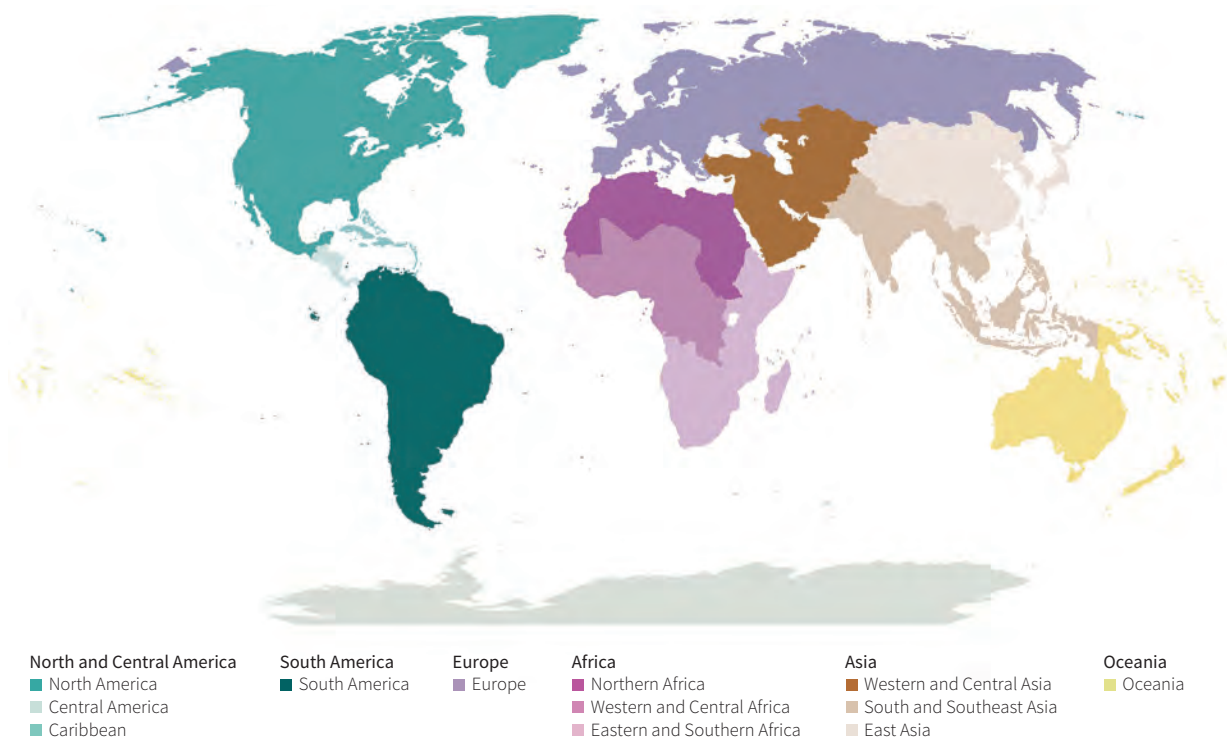 North and Central America
North America
Central America
Caribbean
South America
South America
Europe
Europe
Africa
Northern Africa
Western and Central Africa
Eastern and Southern Africa
Asia
Western and Central Asia
South and Southeast Asia
East Asia
Oceania
Oceania